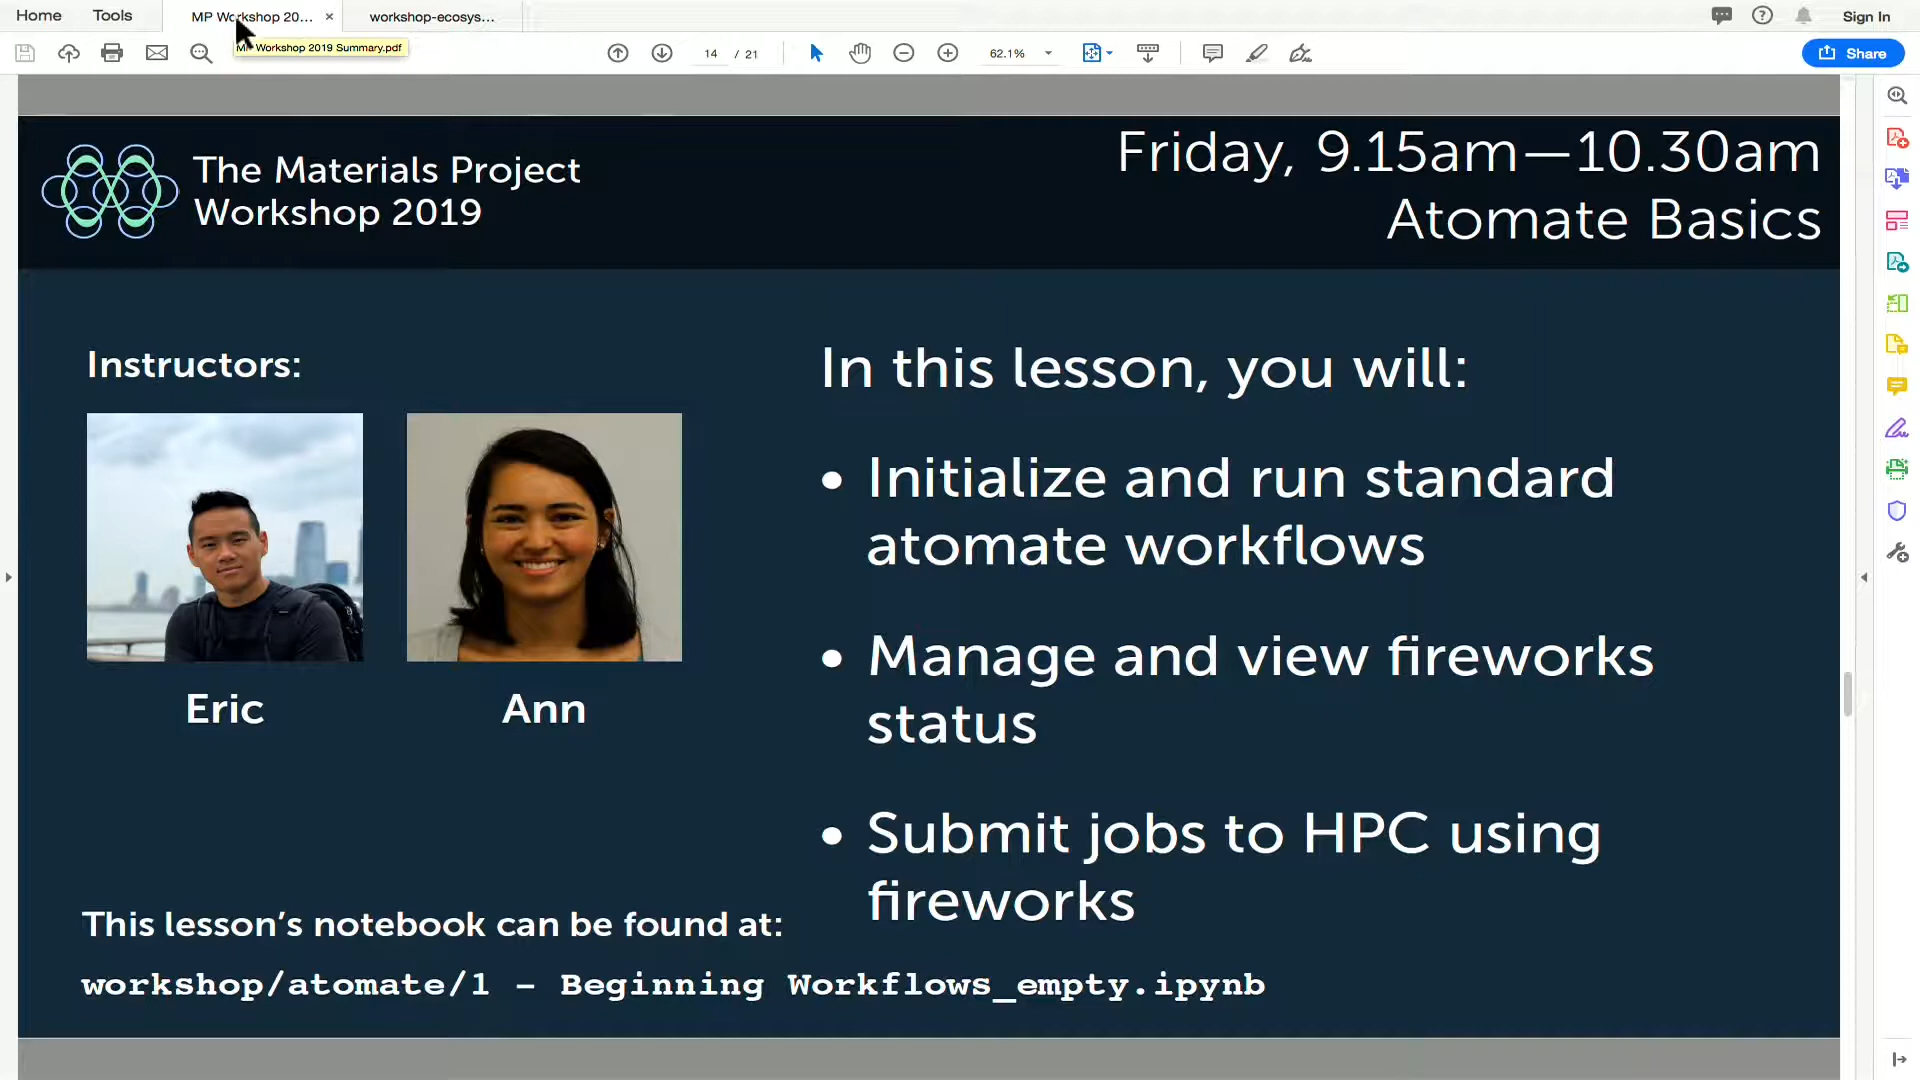 Home
Tools
MP Workshop 20... ×
workshop-ecosys...
Sign In
Workshop 2019 Summary.pdf
14 / 21
62.1%
Share
The Materials Project
Workshop 2019
Friday, 9.15am—10.30am
Atomate Basics
Instructors:
Eric
Ann
In this lesson, you will:
• Initialize and run standard
atomate workflows
• Manage and view fireworks
status
• Submit jobs to HPC using
fireworks
This lesson’s notebook can be found at:
workshop/atomate/1 – Beginning Workflows_empty.ipynb